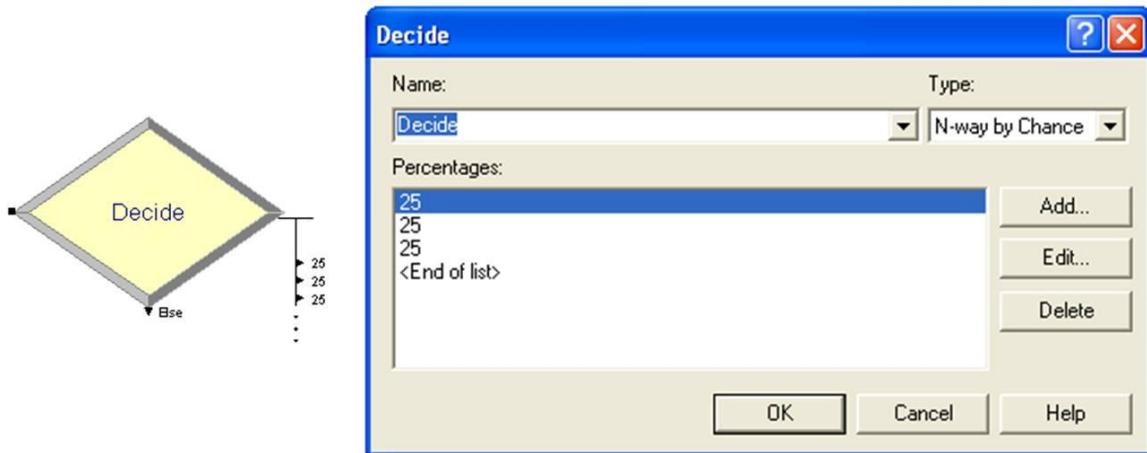 Decide
25
25
25
Else
Decide
?
Name:
Type:
Decide
N-way by Chance
Percentages:
25
25
25
<End of list>
Add...
Edit...
Delete
OK
Cancel
Help